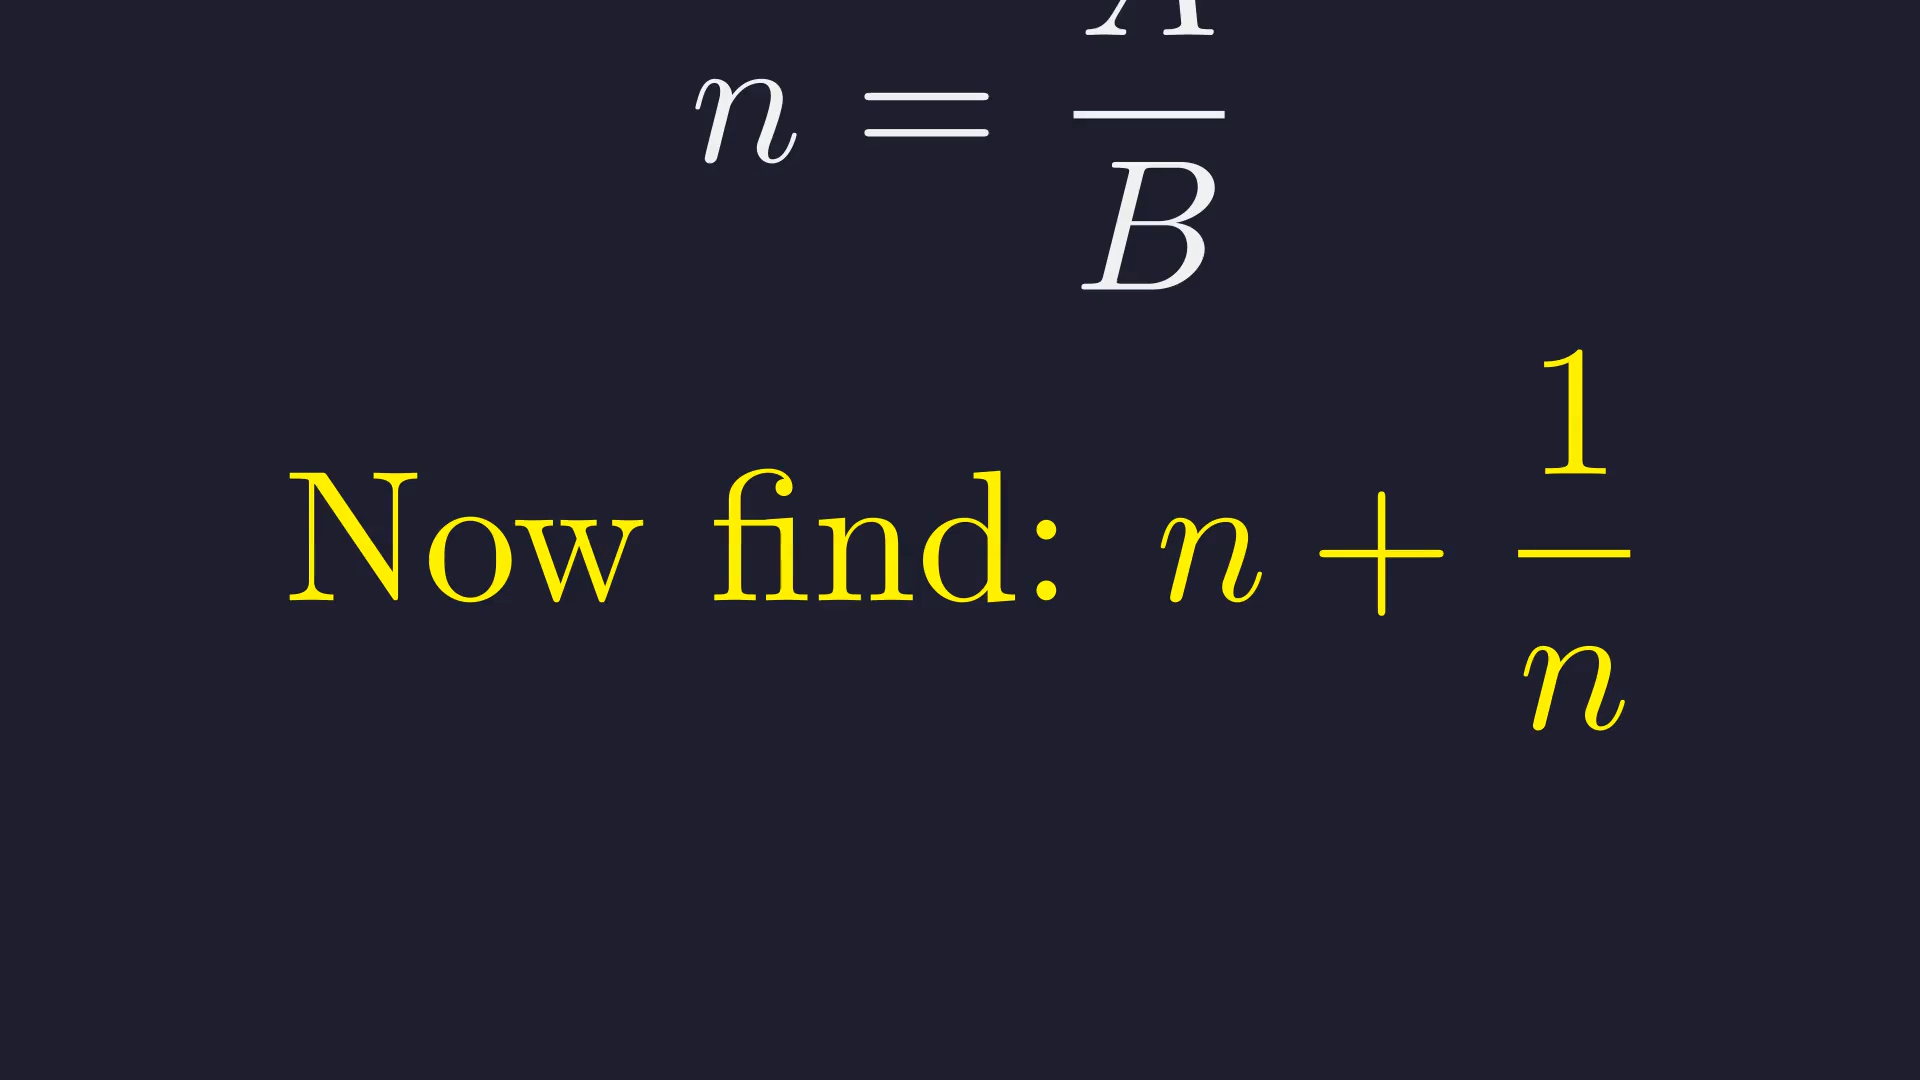 n = A/B
Now find: n + 1/n